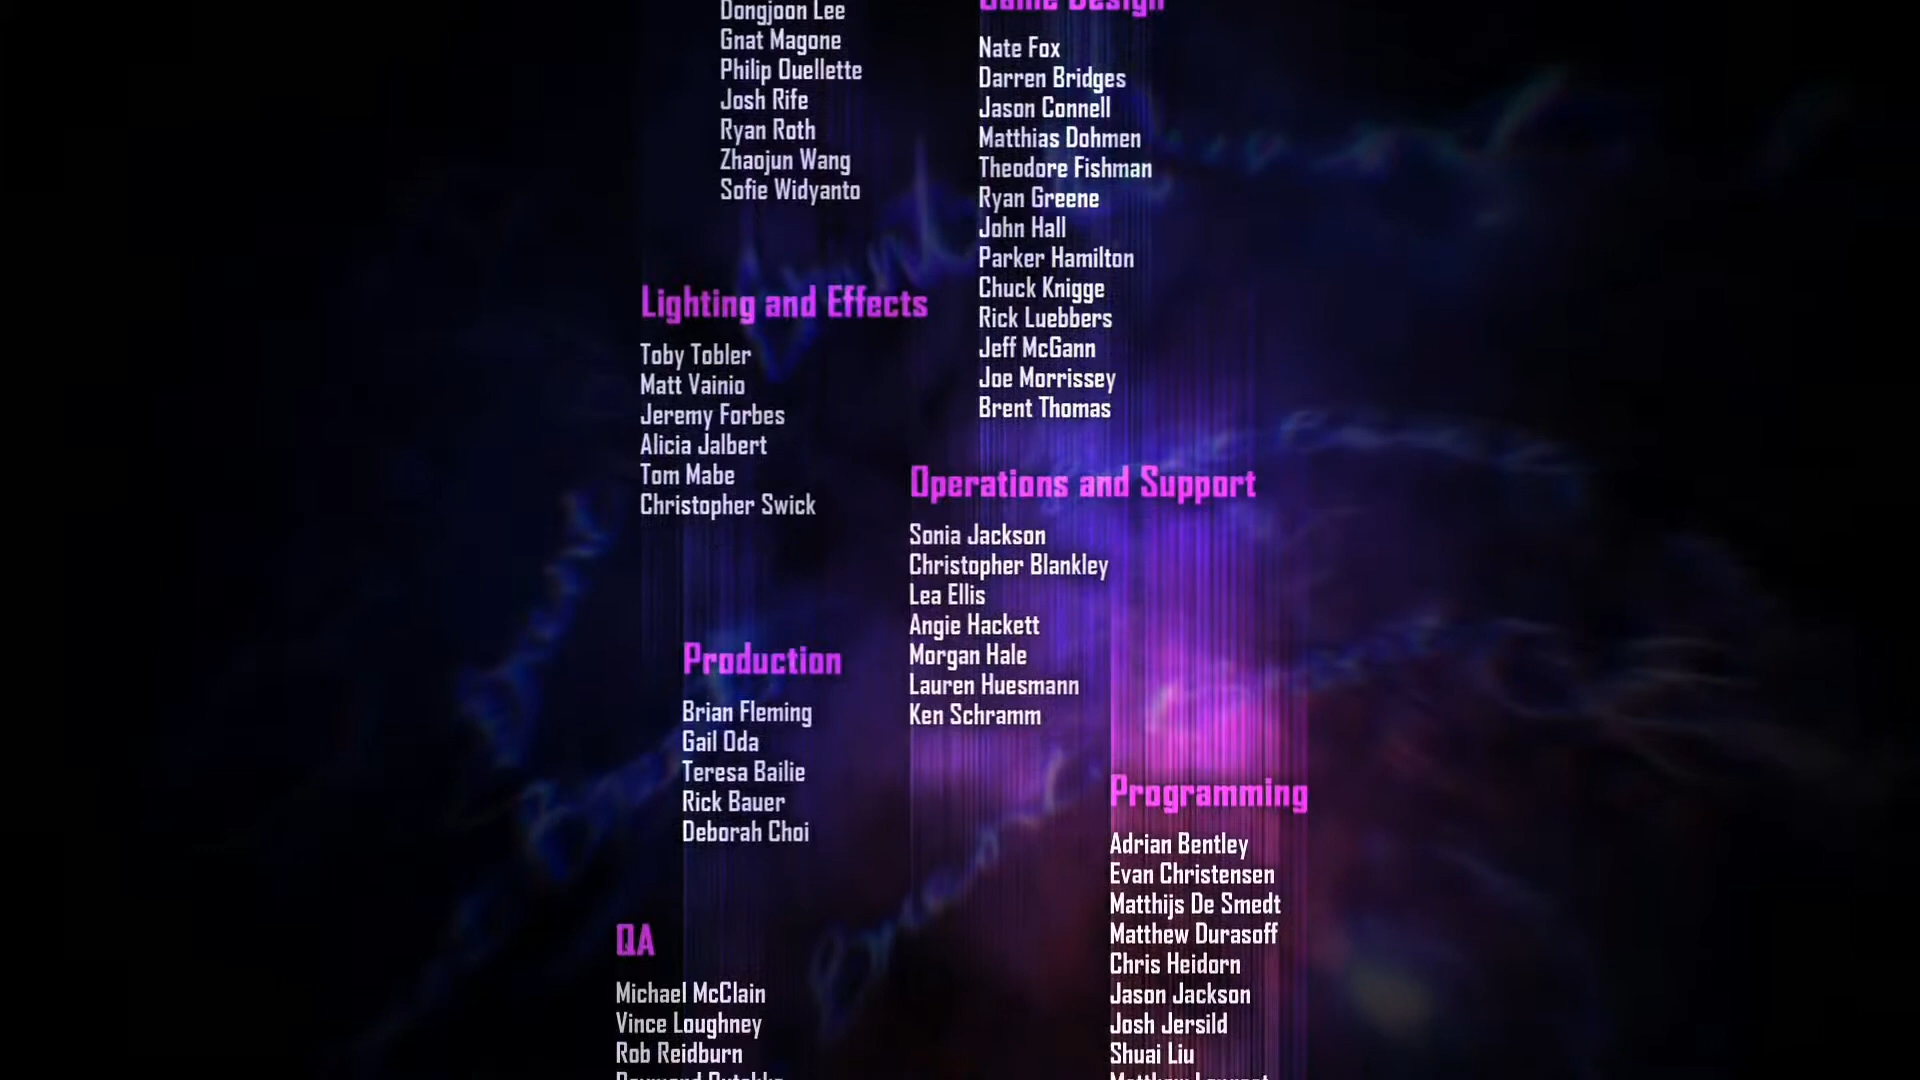 Dongjoon Lee
Gnat Magone
Philip Ouellette
Josh Rife
Ryan Roth
Zhaojun Wang
Sofie Widyanto
Lighting and Effects
Toby Tobler
Matt Vainio
Jeremy Forbes
Alicia Jalbert
Tom Mabe
Christopher Swick
Production
Brian Fleming
Gail Oda
Teresa Bailie
Rick Bauer
Deborah Choi
QA
Michael McClain
Vince Loughney
Rob Reidburn
Game Design
Nate Fox
Darren Bridges
Jason Connell
Matthias Dohmen
Theodore Fishman
Ryan Greene
John Hall
Parker Hamilton
Chuck Knigge
Rick Luebbers
Jeff McGann
Joe Morrissey
Brent Thomas
Operations and Support
Sonia Jackson
Christopher Blankley
Lea Ellis
Angie Hackett
Morgan Hale
Lauren Huesmann
Ken Schramm
Programming
Adrian Bentley
Evan Christensen
Matthijs De Smedt
Matthew Durasoff
Chris Heidorn
Jason Jackson
Josh Jersild
Shuai Liu